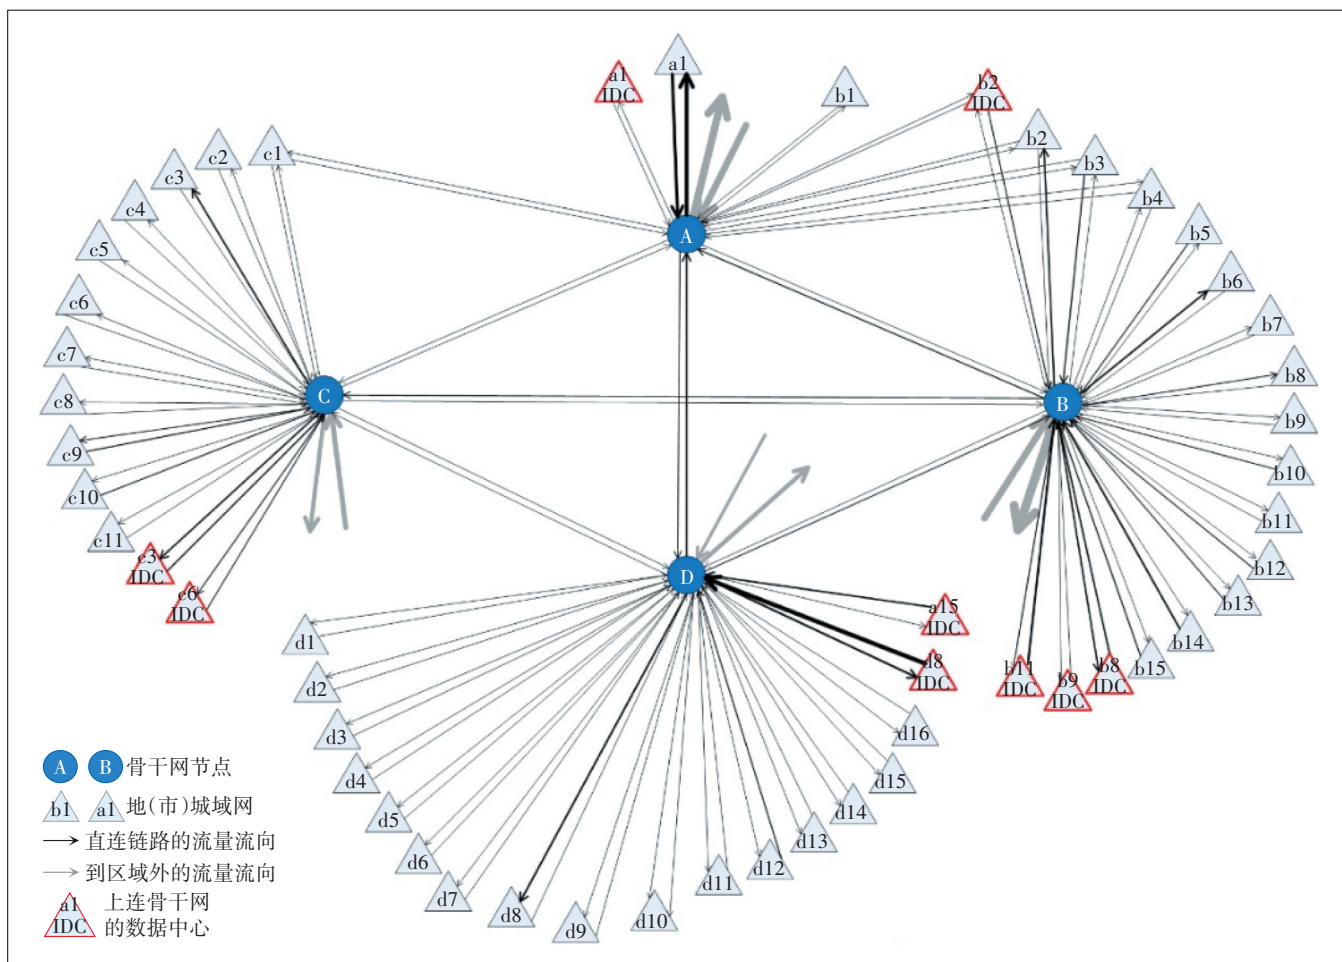 a1
a1
IDC
b1
b2
IDC
b2
b3
b4
b5
b6
b7
b8
b9
b10
b11
b12
b13
b14
b15
b8
IDC
b9
IDC
b11
IDC
c1
c2
c3
c4
c5
c6
c7
c8
c9
c10
c11
c3
IDC
c6
IDC
A
B
C
D
a15
IDC
d8
IDC
d1
d2
d3
d4
d5
d6
d7
d8
d9
d10
d11
d12
d13
d14
d15
d16
A B 骨干网节点
b1 a1 地(市)城域网
直连链路的流量流向
到区域外的流量流向
a1
IDC
上连骨干网
的数据中心